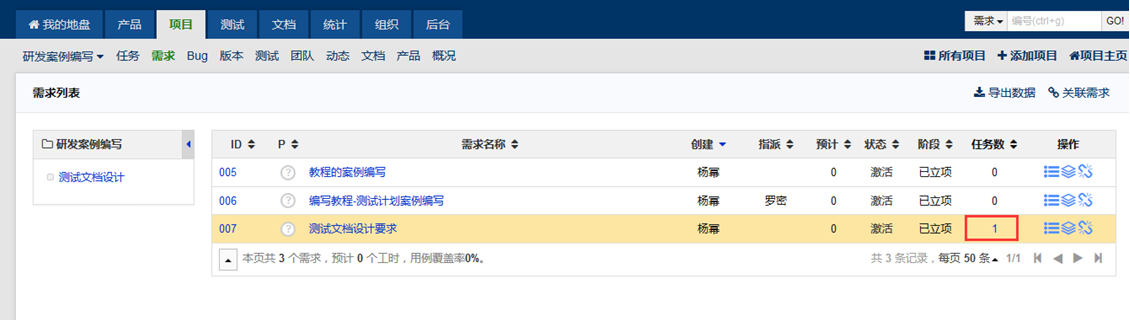 我的地盘 产品 项目 测试 文档 统计 组织 后台 需求 编号(ctrl+g) GO!
研发案例编写 任务 需求 Bug 版本 测试 团队 动态 文档 产品 概况 所有项目 添加项目 项目主页
需求列表 导出数据 关联需求
研发案例编写
测试文档设计
ID P 需求名称 创建 指派 预计 状态 阶段 任务数 操作
005 ? 教程的案例编写 杨幂 0 激活 已立项 0
006 ? 编写教程-测试计划案例编写 杨幂 罗密 0 激活 已立项 0
007 ? 测试文档设计要求 杨幂 0 激活 已立项 1
本页共 3 个需求，预计 0 个工时，用例覆盖率0%。 共 3 条记录，每页 50 条 1/1